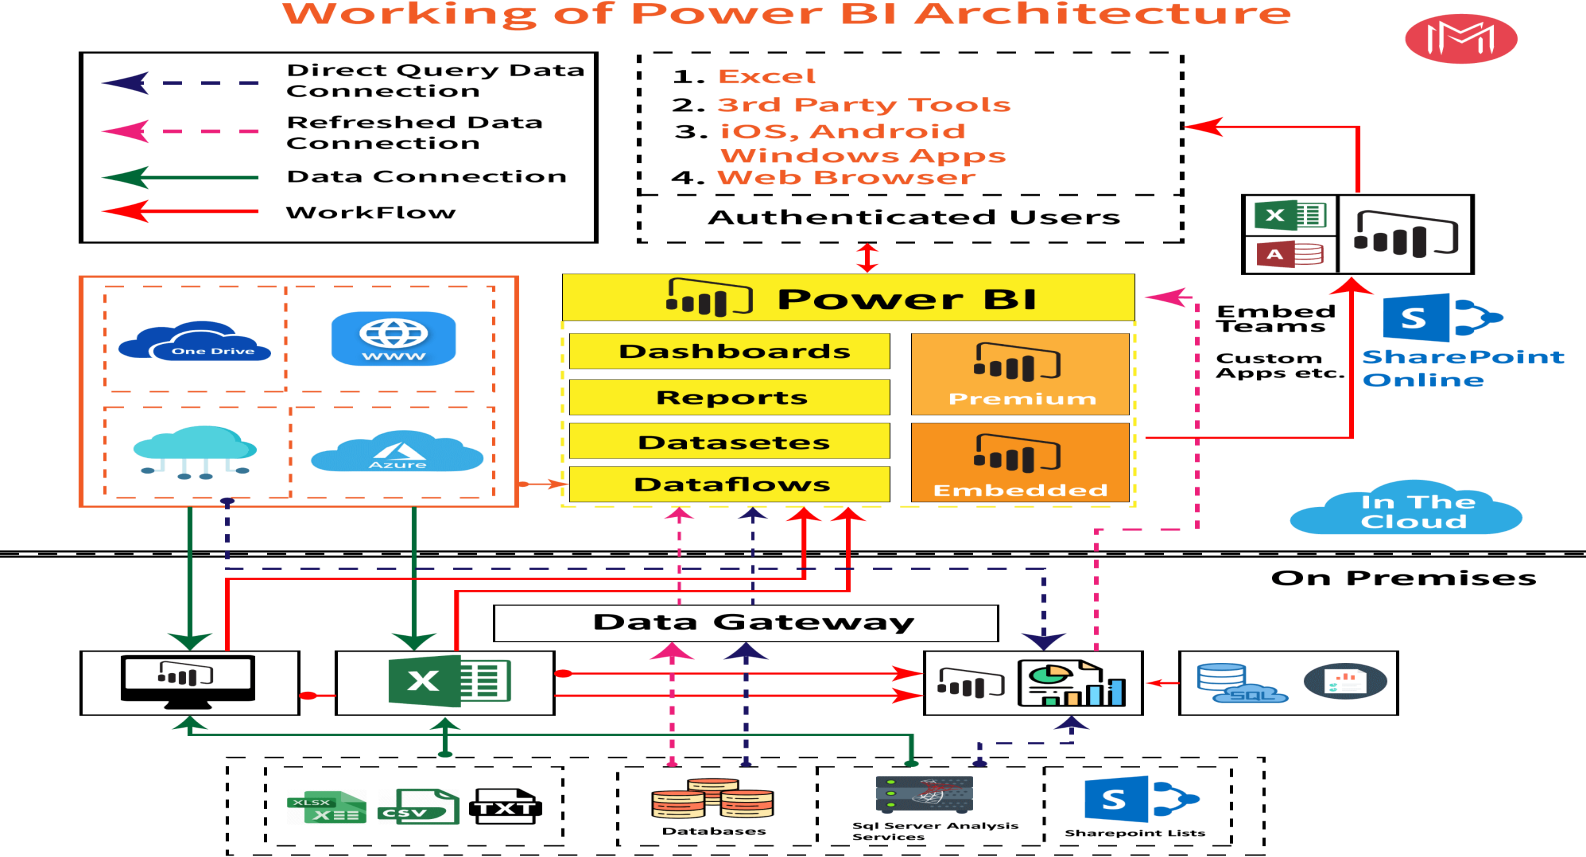 Working of Power BI Architecture
Direct Query Data
Connection
Refreshed Data
Connection
Data Connection
WorkFlow
1. Excel
2. 3rd Party Tools
3. iOS, Android
Windows Apps
4. Web Browser
Authenticated Users
M
X
A
Power BI
One Drive
www
Azure
Dashboards
Reports
Datasetes
Dataflows
Premium
Embedded
Embed
Teams
Custom
Apps etc.
S
SharePoint
Online
In The
Cloud
On Premises
Data Gateway
X
SQL
XLSX
X
CSV
TXT
Databases
Sql Server Analysis
Services
S
Sharepoint Lists